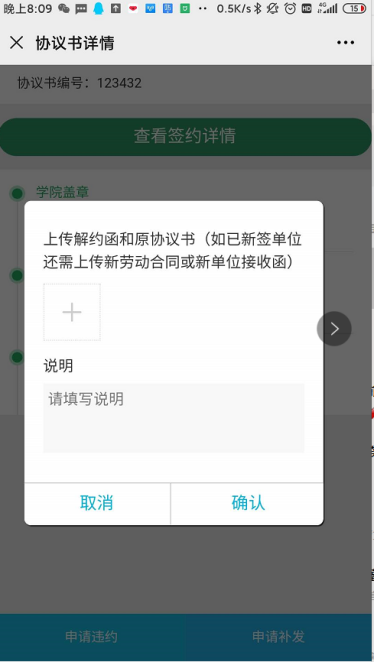 晚上8:09
0.5K/s
HD
4G
15
协议书详情
协议书编号：123432
查看签约详情
学院盖章
上传解约函和原协议书（如已新签单位
还需上传新劳动合同或新单位接收函）
说明
请填写说明
取消
确认
申请违约
申请补发